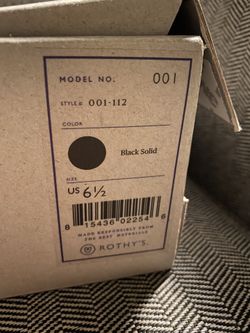 MODEL NO. 001
STYLE# 001-112
COLOR
Black Solid
SIZE
US 6½
8 15436 02254 6
MADE RESPONSIBLY FROM
THE BEST MATERIALS
ROTHY'S.